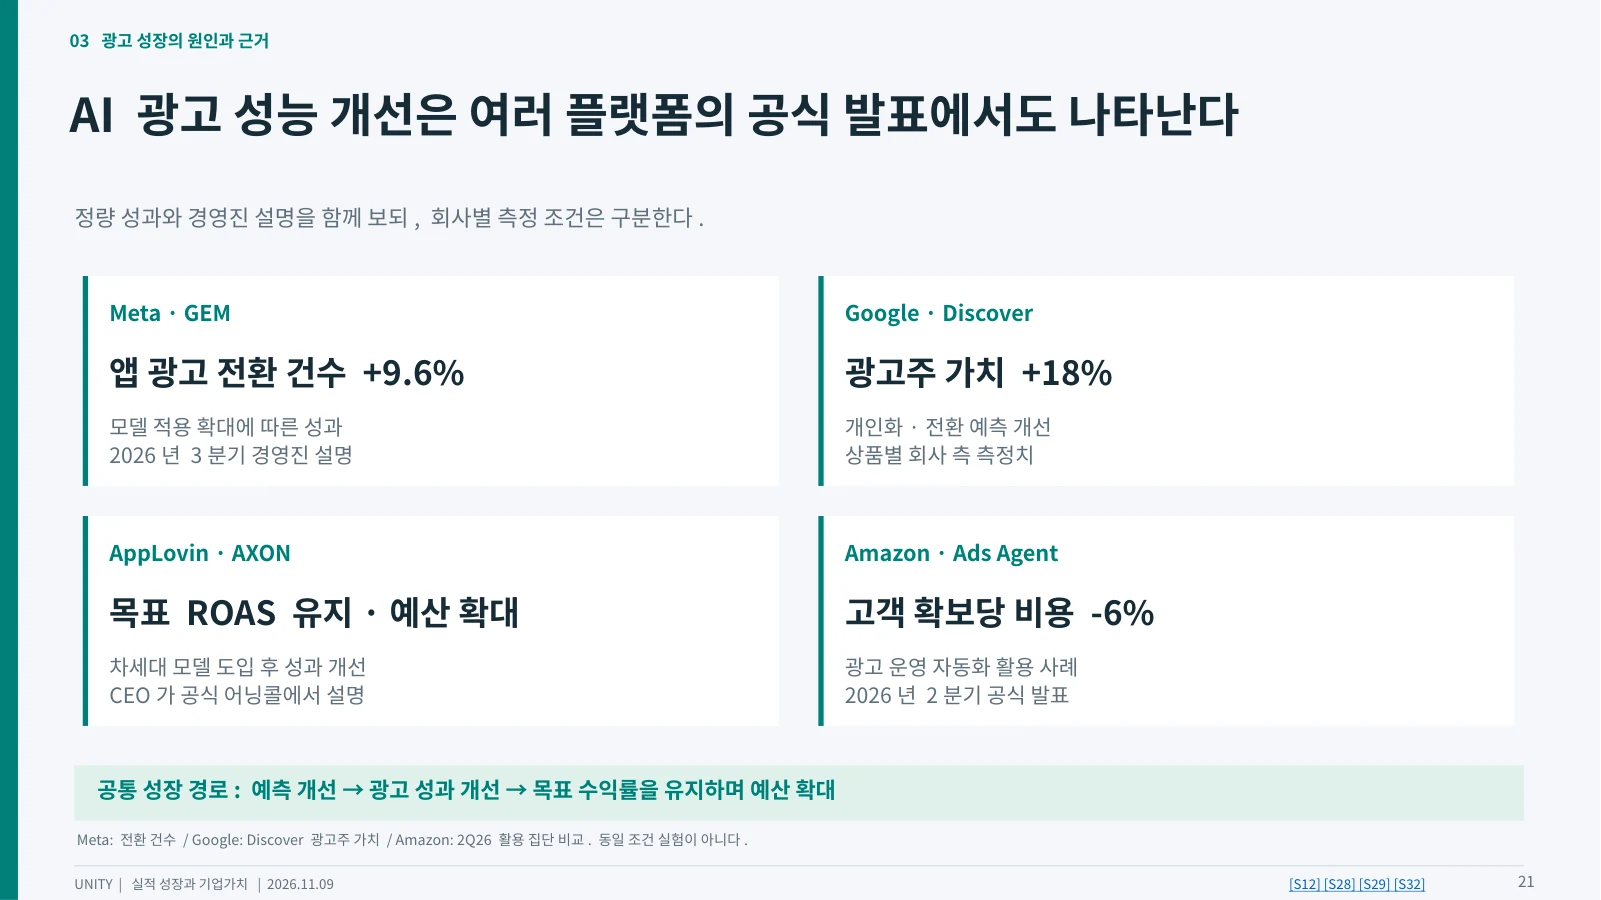 03 광고 성장의 원인과 근거
AI 광고 성능 개선은 여러 플랫폼의 공식 발표에서도 나타난다
정량 성과와 경영진 설명을 함께 보되 , 회사별 측정 조건은 구분한다 .
Meta · GEM
앱 광고 전환 건수 +9.6%
모델 적용 확대에 따른 성과
2026 년 3 분기 경영진 설명
Google · Discover
광고주 가치 +18%
개인화 · 전환 예측 개선
상품별 회사 측 측정치
AppLovin · AXON
목표 ROAS 유지 · 예산 확대
차세대 모델 도입 후 성과 개선
CEO 가 공식 어닝콜에서 설명
Amazon · Ads Agent
고객 확보당 비용 -6%
광고 운영 자동화 활용 사례
2026 년 2 분기 공식 발표
공통 성장 경로 : 예측 개선 → 광고 성과 개선 → 목표 수익률을 유지하며 예산 확대
Meta: 전환 건수 / Google: Discover 광고주 가치 / Amazon: 2Q26 활용 집단 비교 . 동일 조건 실험이 아니다 .
UNITY | 실적 성장과 기업가치 | 2026.11.09
[S12] [S28] [S29] [S32]
21